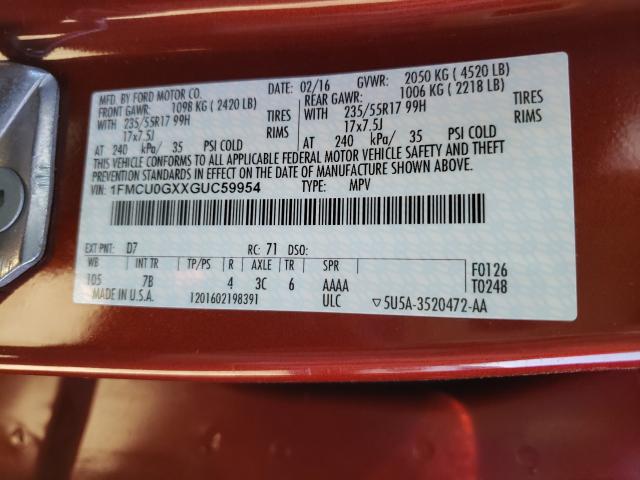 MFD. BY FORD MOTOR CO.
DATE: 02/16 GVWR: 2050 KG ( 4520 LB)
FRONT GAWR: 1098 KG ( 2420 LB) REAR GAWR: 1006 KG ( 2218 LB)
WITH 235/55R17 99H TIRES WITH 235/55R17 99H TIRES
17x7.5J RIMS 17x7.5J RIMS
AT 240 kPa/ 35 PSI COLD AT 240 kPa/ 35 PSI COLD
THIS VEHICLE CONFORMS TO ALL APPLICABLE FEDERAL MOTOR VEHICLE SAFETY AND THEFT
PREVENTION STANDARDS IN EFFECT ON THE DATE OF MANUFACTURE SHOWN ABOVE.
VIN: 1FMCU0GXXGUC59954 TYPE: MPV
EXT PNT: D7 RC: 71 DSO:
WB INT TR TP/PS R AXLE TR SPR F0126
105 7B 4 3C 6 AAAA T0248
MADE IN U.S.A. T201602198391 ULC ▽5U5A-3520472-AA